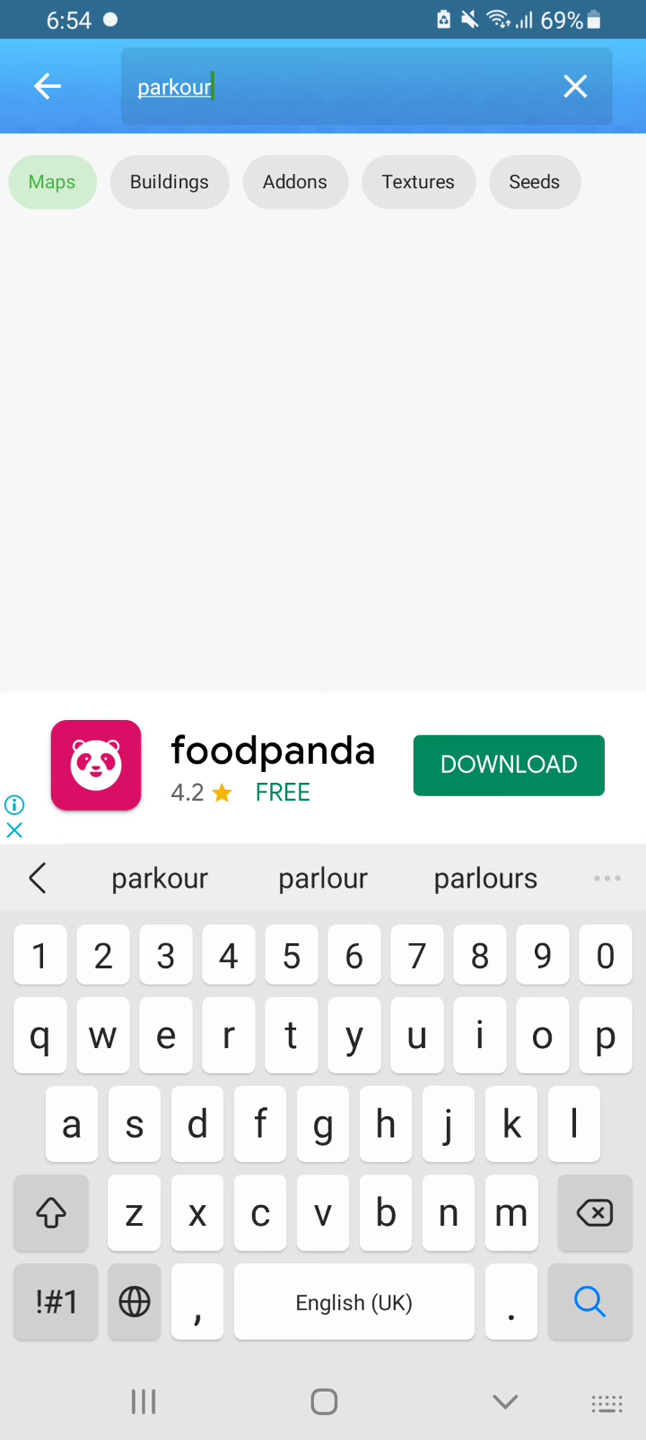 6:54 69%
parkour
Maps Buildings Addons Textures Seeds
foodpanda
4.2 FREE
DOWNLOAD
parkour parlour parlours
1 2 3 4 5 6 7 8 9 0
q w e r t y u i o p
a s d f g h j k l
z x c v b n m
!#1 , English (UK) .